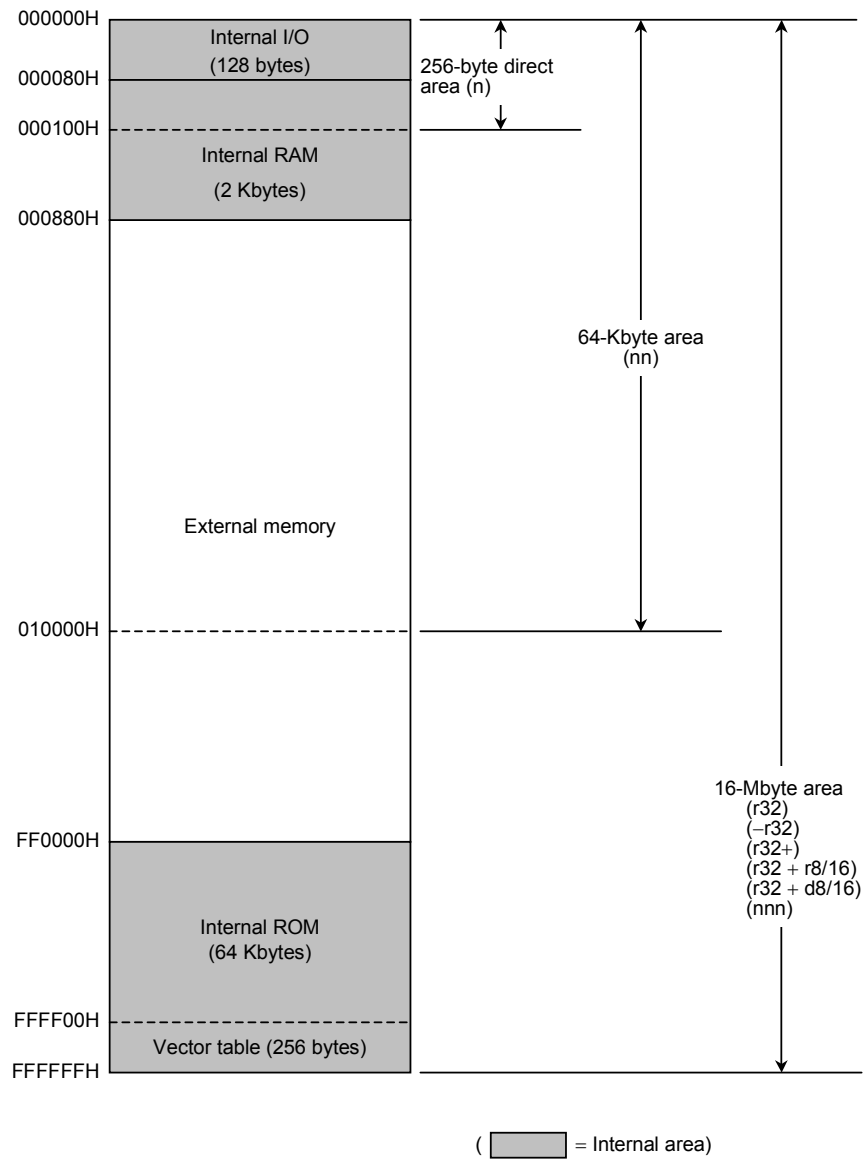 000000H
Internal I/O
(128 bytes)
000080H
256-byte direct
area (n)
000100H
Internal RAM
(2 Kbytes)
000880H
64-Kbyte area
(nn)
External memory
010000H
16-Mbyte area
(r32)
(−r32)
(r32+)
(r32 + r8/16)
(r32 + d8/16)
(nnn)
FF0000H
Internal ROM
(64 Kbytes)
FFFF00H
Vector table (256 bytes)
FFFFFFH
( = Internal area)